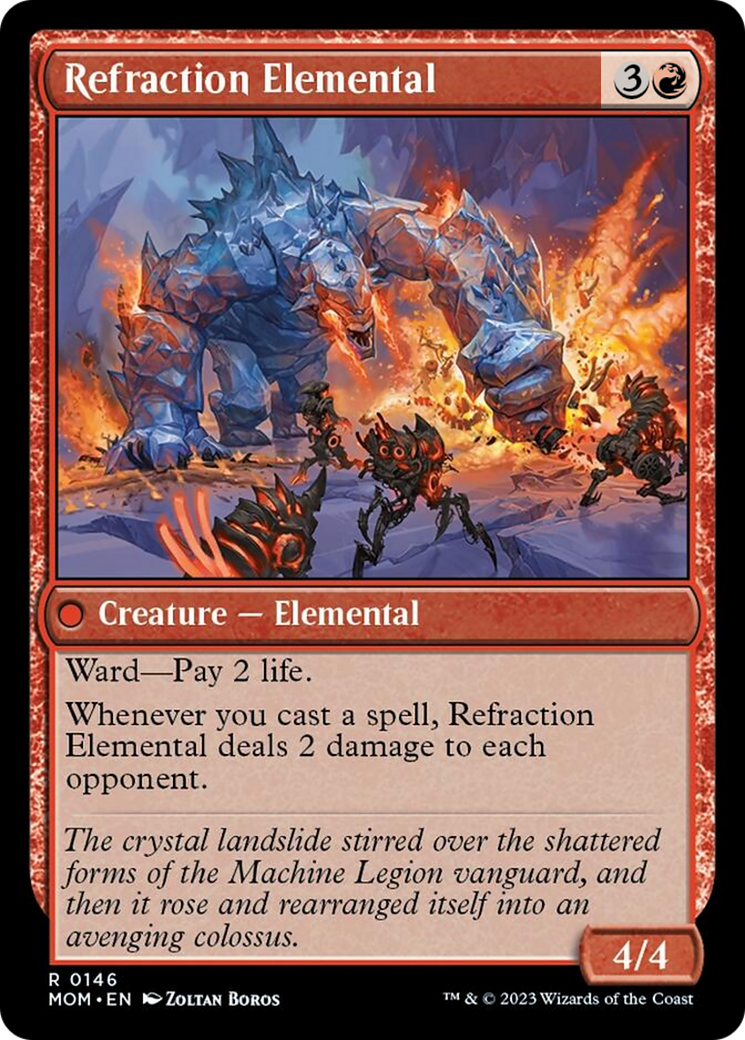 Refraction Elemental 3
Creature — Elemental
Ward—Pay 2 life.
Whenever you cast a spell, Refraction
Elemental deals 2 damage to each
opponent.
The crystal landslide stirred over the shattered
forms of the Machine Legion vanguard, and
then it rose and rearranged itself into an
avenging colossus.
4/4
R 0146
MOM • EN Zoltan Boros
™ & © 2023 Wizards of the Coast